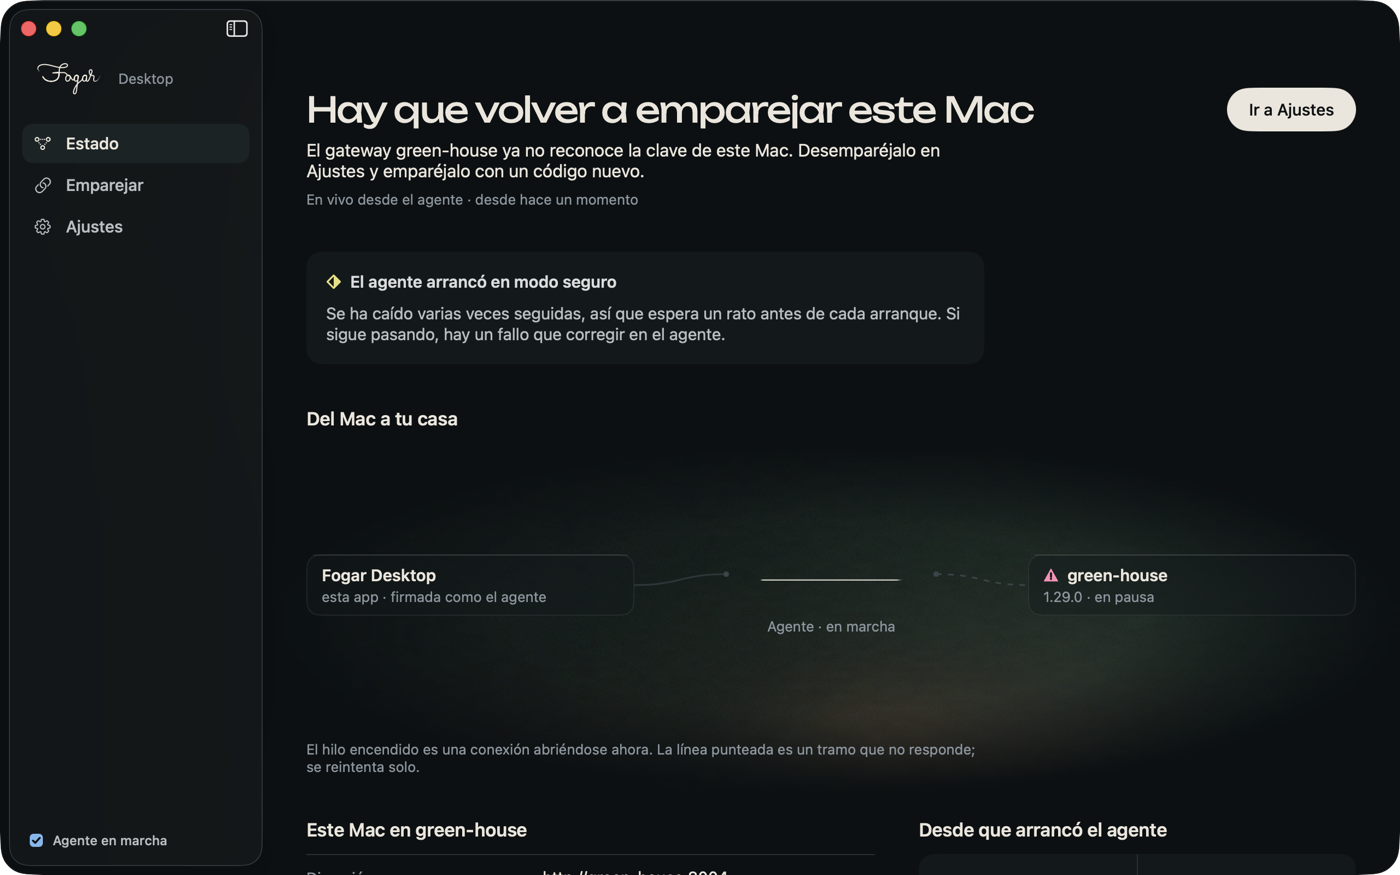 Fogar Desktop
Estado
Emparejar
Ajustes
Agente en marcha
Hay que volver a emparejar este Mac
Ir a Ajustes
El gateway green-house ya no reconoce la clave de este Mac. Desemparéjalo en
Ajustes y emparéjalo con un código nuevo.
En vivo desde el agente · desde hace un momento
El agente arrancó en modo seguro
Se ha caído varias veces seguidas, así que espera un rato antes de cada arranque. Si
sigue pasando, hay un fallo que corregir en el agente.
Del Mac a tu casa
Fogar Desktop
esta app · firmada como el agente
Agente · en marcha
green-house
1.29.0 · en pausa
El hilo encendido es una conexión abriéndose ahora. La línea punteada es un tramo que no responde;
se reintenta solo.
Este Mac en green-house
Desde que arrancó el agente